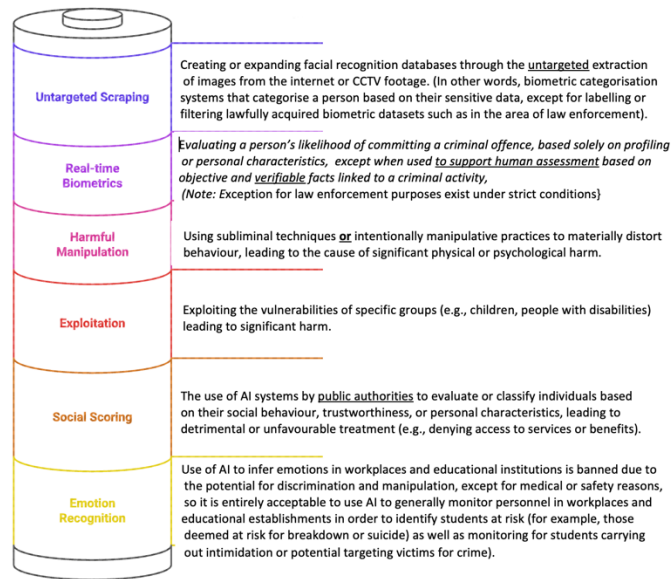 Untargeted Scraping
Creating or expanding facial recognition databases through the untargeted extraction
of images from the internet or CCTV footage. (In other words, biometric categorisation
systems that categorise a person based on their sensitive data, except for labelling or
filtering lawfully acquired biometric datasets such as in the area of law enforcement).
Real-time
Biometrics
Evaluating a person's likelihood of committing a criminal offence, based solely on profiling
or personal characteristics, except when used to support human assessment based on
objective and verifiable facts linked to a criminal activity,
(Note: Exception for law enforcement purposes exist under strict conditions}
Harmful
Manipulation
Using subliminal techniques or intentionally manipulative practices to materially distort
behaviour, leading to the cause of significant physical or psychological harm.
Exploitation
Exploiting the vulnerabilities of specific groups (e.g., children, people with disabilities)
leading to significant harm.
Social Scoring
The use of AI systems by public authorities to evaluate or classify individuals based
on their social behaviour, trustworthiness, or personal characteristics, leading to
detrimental or unfavourable treatment (e.g., denying access to services or benefits).
Emotion
Recognition
Use of AI to infer emotions in workplaces and educational institutions is banned due to
the potential for discrimination and manipulation, except for medical or safety reasons,
so it is entirely acceptable to use AI to generally monitor personnel in workplaces and
educational establishments in order to identify students at risk (for example, those
deemed at risk for breakdown or suicide) as well as monitoring for students carrying
out intimidation or potential targeting victims for crime).